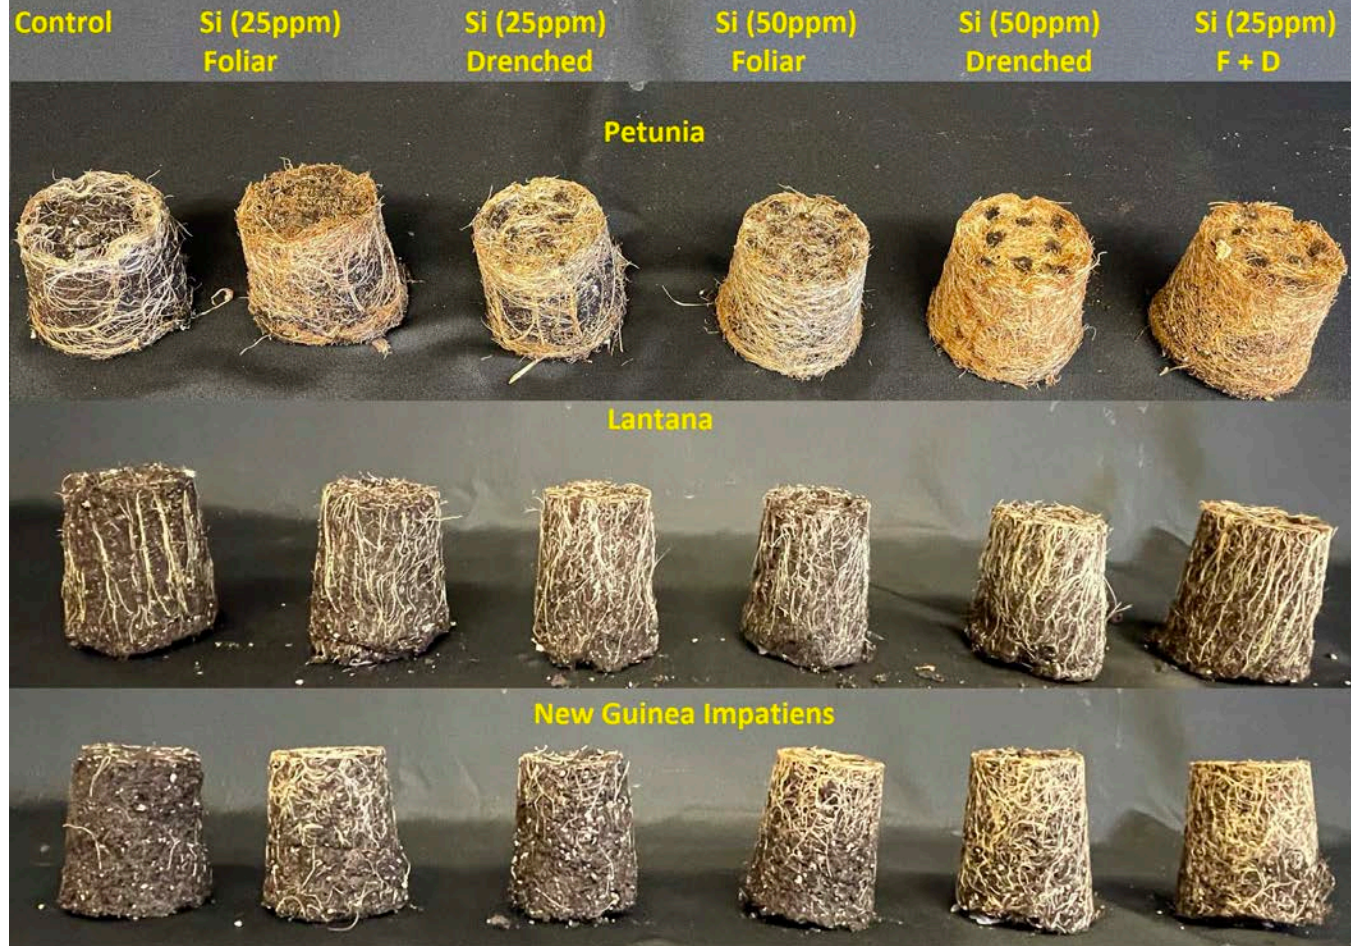 Control Si (25ppm) Si (25ppm) Si (50ppm) Si (50ppm) Si (25ppm)
Foliar Drenched Foliar Drenched F + D
Petunia
Lantana
New Guinea Impatiens